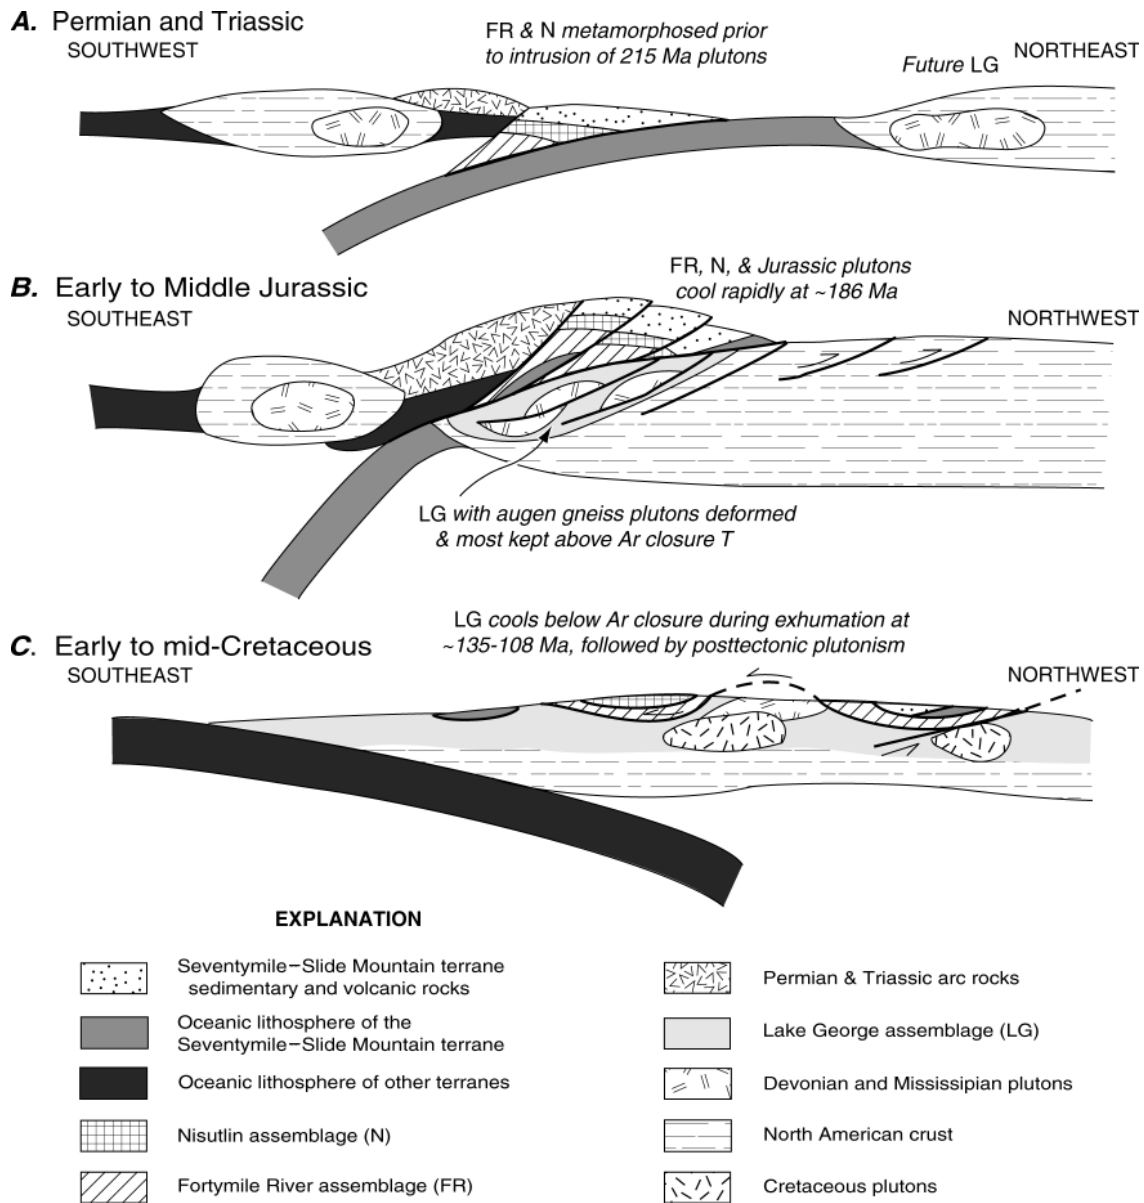 A. Permian and Triassic
SOUTHWEST
FR & N metamorphosed prior
to intrusion of 215 Ma plutons
Future LG
NORTHEAST
B. Early to Middle Jurassic
SOUTHEAST
FR, N, & Jurassic plutons
cool rapidly at ~186 Ma
NORTHWEST
LG with augen gneiss plutons deformed
& most kept above Ar closure T
C. Early to mid-Cretaceous
SOUTHEAST
LG cools below Ar closure during exhumation at
~135-108 Ma, followed by posttectonic plutonism
NORTHWEST
EXPLANATION
Seventymile–Slide Mountain terrane
sedimentary and volcanic rocks
Oceanic lithosphere of the
Seventymile–Slide Mountain terrane
Oceanic lithosphere of other terranes
Nisutlin assemblage (N)
Fortymile River assemblage (FR)
Permian & Triassic arc rocks
Lake George assemblage (LG)
Devonian and Missisipian plutons
North American crust
Cretaceous plutons